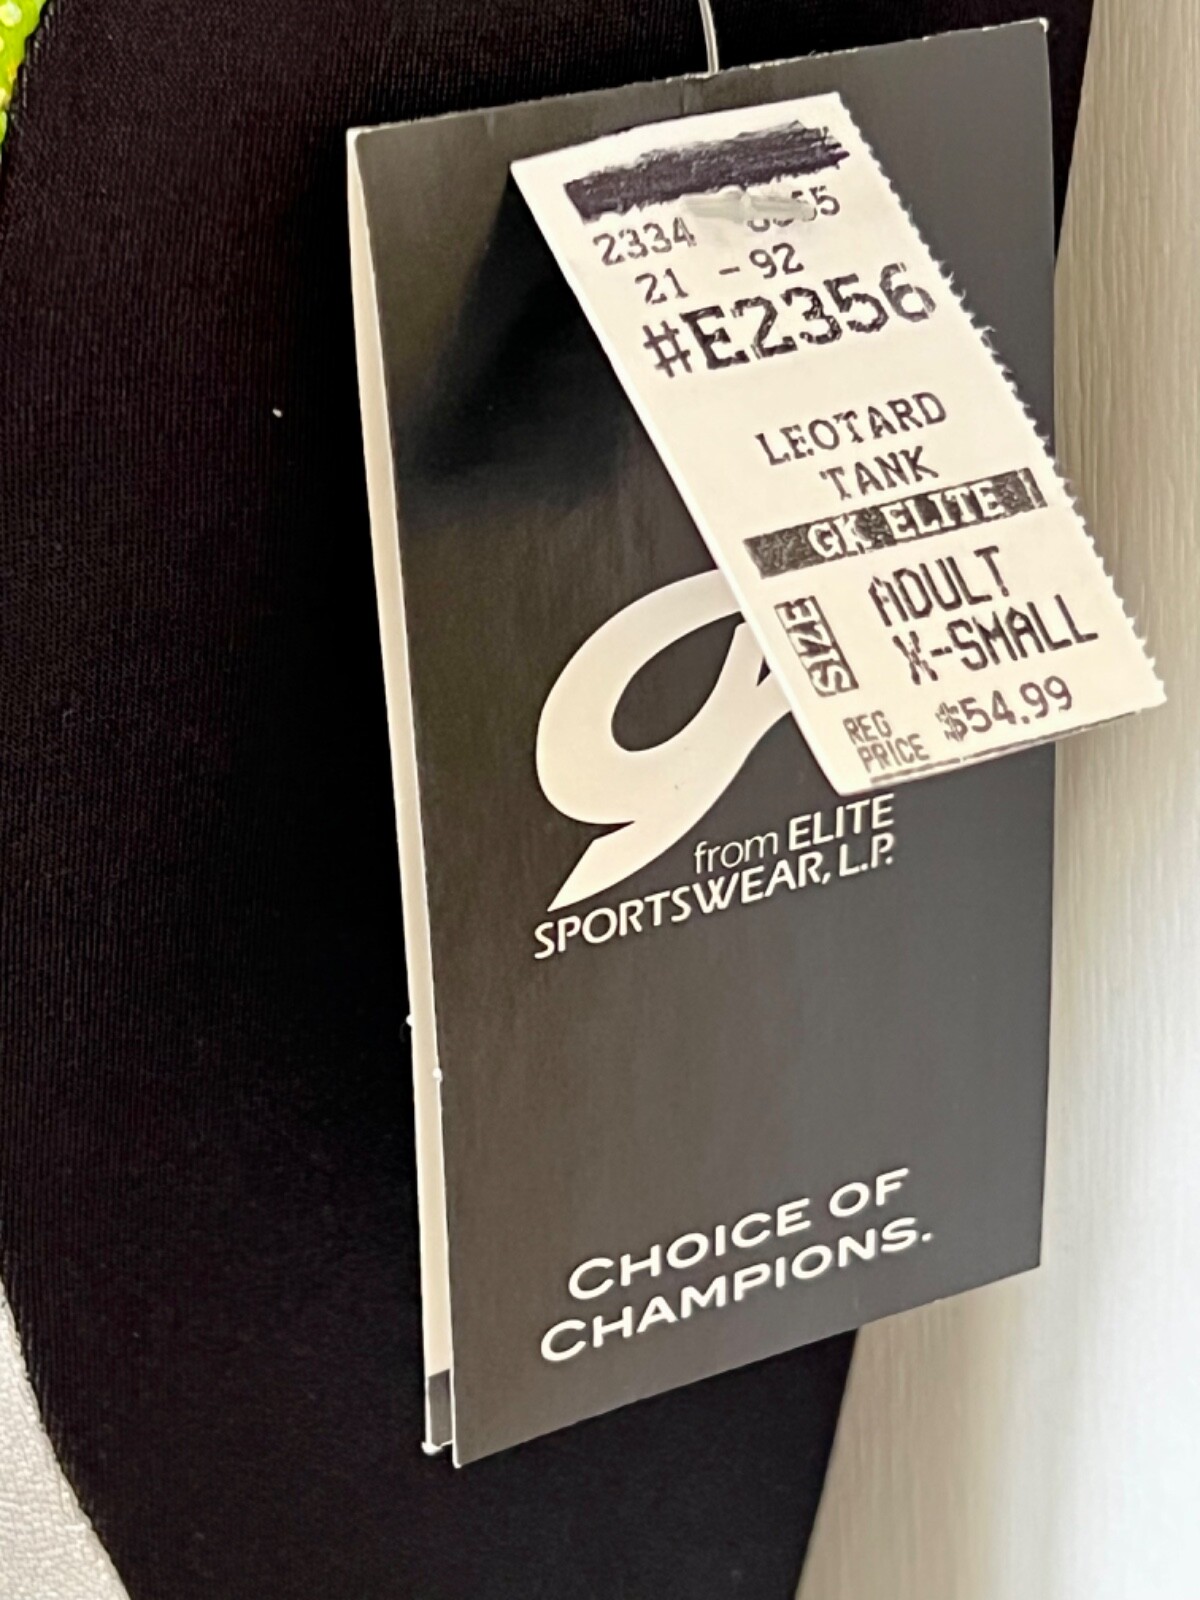 2334
21 -92
#E2356
LEOTARD
TANK
GK ELITE
SIZE
ADULT
X-SMALL
REG
PRICE $54.99
from ELITE
SPORTSWEAR, L.P.
CHOICE OF
CHAMPIONS.